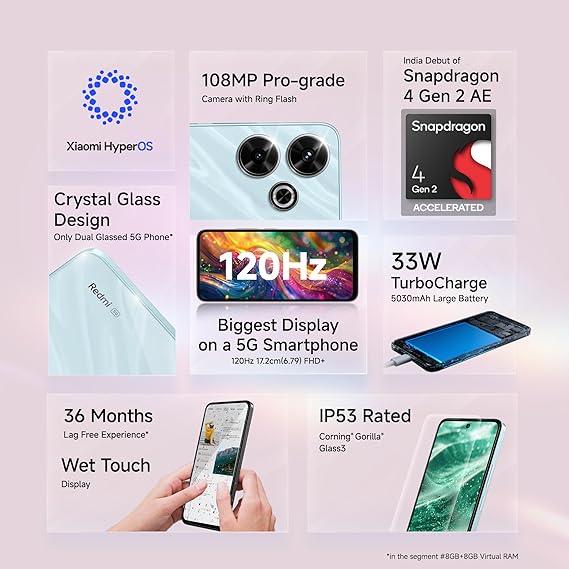 Xiaomi HyperOS
108MP Pro-grade
Camera with Ring Flash
India Debut of
Snapdragon
4 Gen 2 AE
Snapdragon
4
Gen 2
ACCELERATED
Crystal Glass
Design
Only Dual Glassed 5G Phone*
Redmi 5G
120Hz
Biggest Display
on a 5G Smartphone
120Hz 17.2cm(6.79) FHD+
33W
TurboCharge
5030mAh Large Battery
36 Months
Lag Free Experience*
Wet Touch
Display
IP53 Rated
Corning® Gorilla®
Glass3
*in the segment #8GB+8GB Virtual RAM